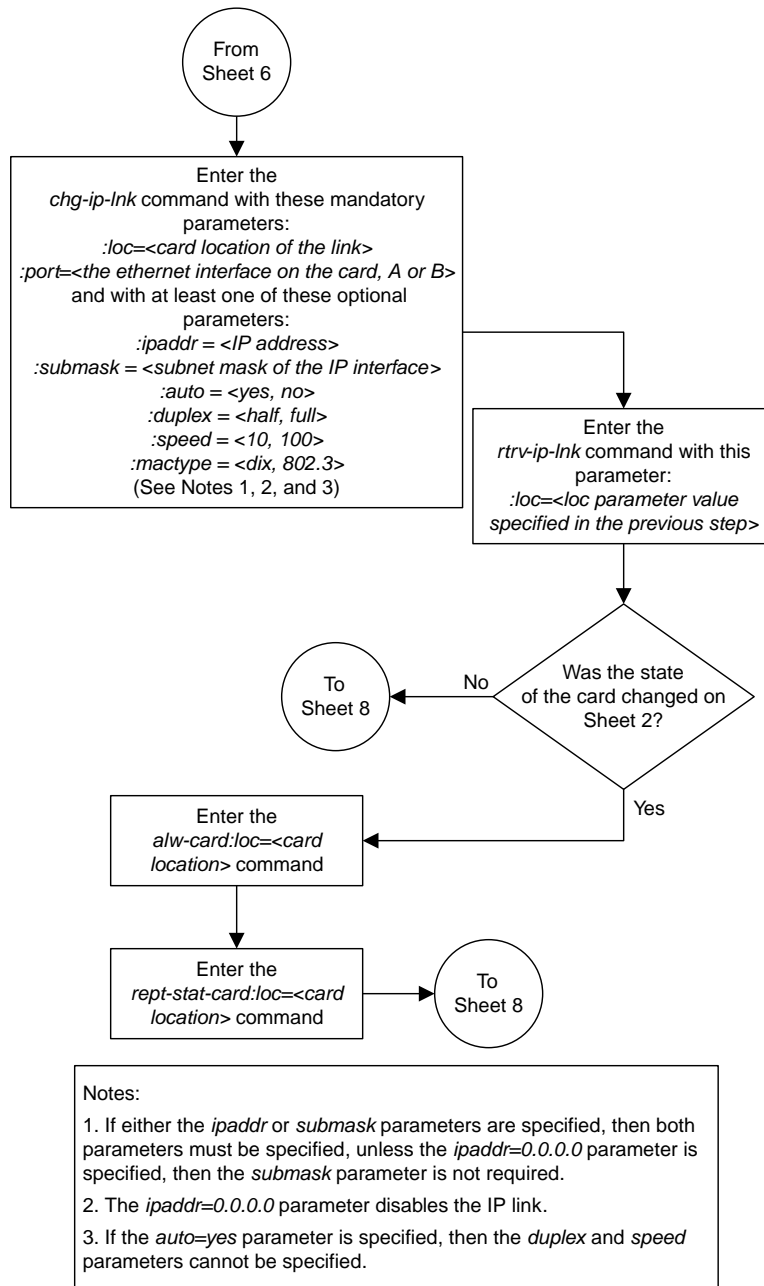 From
Sheet 6
Enter the
chg-ip-lnk command with these mandatory
parameters:
:loc=<card location of the link>
:port=<the ethernet interface on the card, A or B>
and with at least one of these optional
parameters:
:ipaddr = <IP address>
:submask = <subnet mask of the IP interface>
:auto = <yes, no>
:duplex = <half, full>
:speed = <10, 100>
:mactype = <dix, 802.3>
(See Notes 1, 2, and 3)
Enter the
rtrv-ip-lnk command with this
parameter:
:loc=<loc parameter value
specified in the previous step>
Was the state
of the card changed on
Sheet 2?
No
To
Sheet 8
Yes
Enter the
alw-card:loc=<card
location> command
Enter the
rept-stat-card:loc=<card
location> command
To
Sheet 8
Notes:
1. If either the ipaddr or submask parameters are specified, then both
parameters must be specified, unless the ipaddr=0.0.0.0 parameter is
specified, then the submask parameter is not required.
2. The ipaddr=0.0.0.0 parameter disables the IP link.
3. If the auto=yes parameter is specified, then the duplex and speed
parameters cannot be specified.